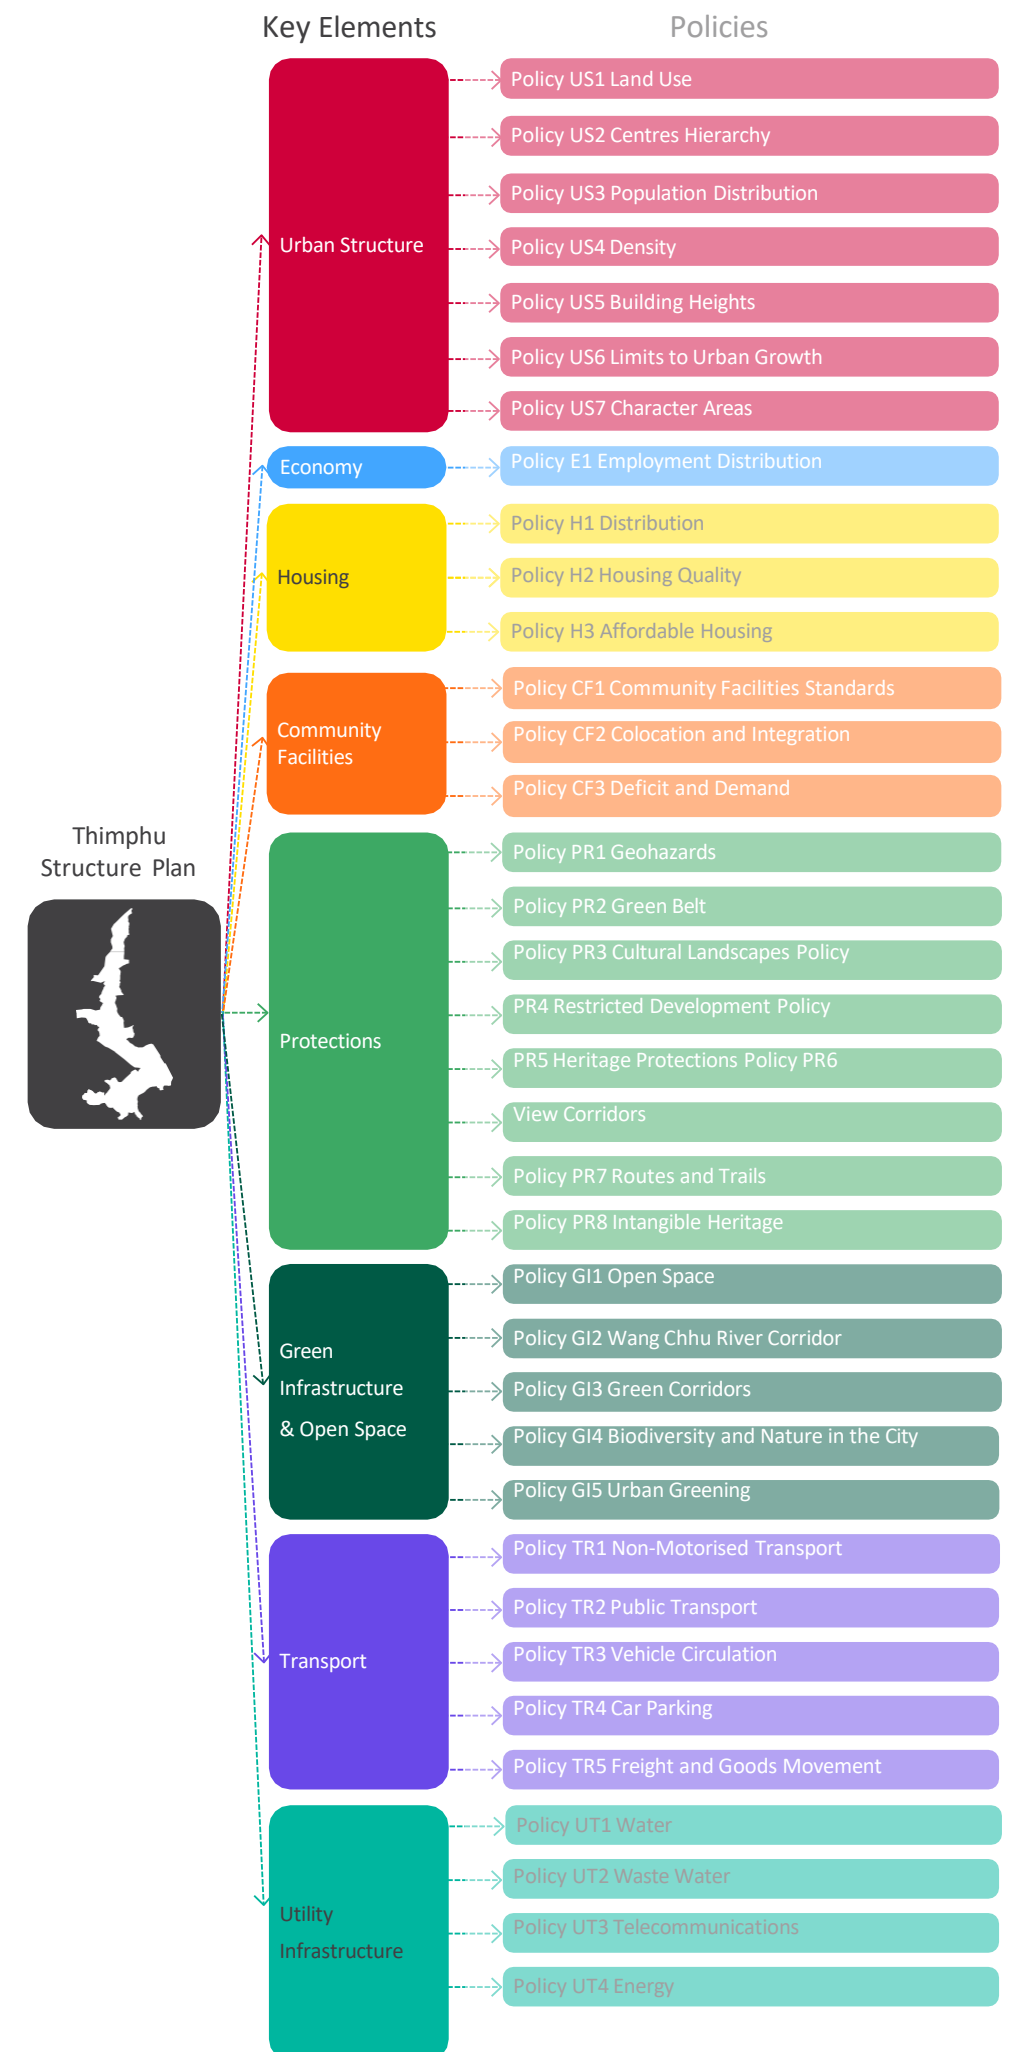 Key Elements
Policies
Thimphu
Structure Plan
Urban Structure
Policy US1 Land Use
Policy US2 Centres Hierarchy
Policy US3 Population Distribution
Policy US4 Density
Policy US5 Building Heights
Policy US6 Limits to Urban Growth
Policy US7 Character Areas
Economy
Policy E1 Employment Distribution
Housing
Policy H1 Distribution
Policy H2 Housing Quality
Policy H3 Affordable Housing
Community
Facilities
Policy CF1 Community Facilities Standards
Policy CF2 Colocation and Integration
Policy CF3 Deficit and Demand
Protections
Policy PR1 Geohazards
Policy PR2 Green Belt
Policy PR3 Cultural Landscapes Policy
PR4 Restricted Development Policy
PR5 Heritage Protections Policy PR6
View Corridors
Policy PR7 Routes and Trails
Policy PR8 Intangible Heritage
Green
Infrastructure
& Open Space
Policy GI1 Open Space
Policy GI2 Wang Chhu River Corridor
Policy GI3 Green Corridors
Policy GI4 Biodiversity and Nature in the City
Policy GI5 Urban Greening
Transport
Policy TR1 Non-Motorised Transport
Policy TR2 Public Transport
Policy TR3 Vehicle Circulation
Policy TR4 Car Parking
Policy TR5 Freight and Goods Movement
Utility
Infrastructure
Policy UT1 Water
Policy UT2 Waste Water
Policy UT3 Telecommunications
Policy UT4 Energy